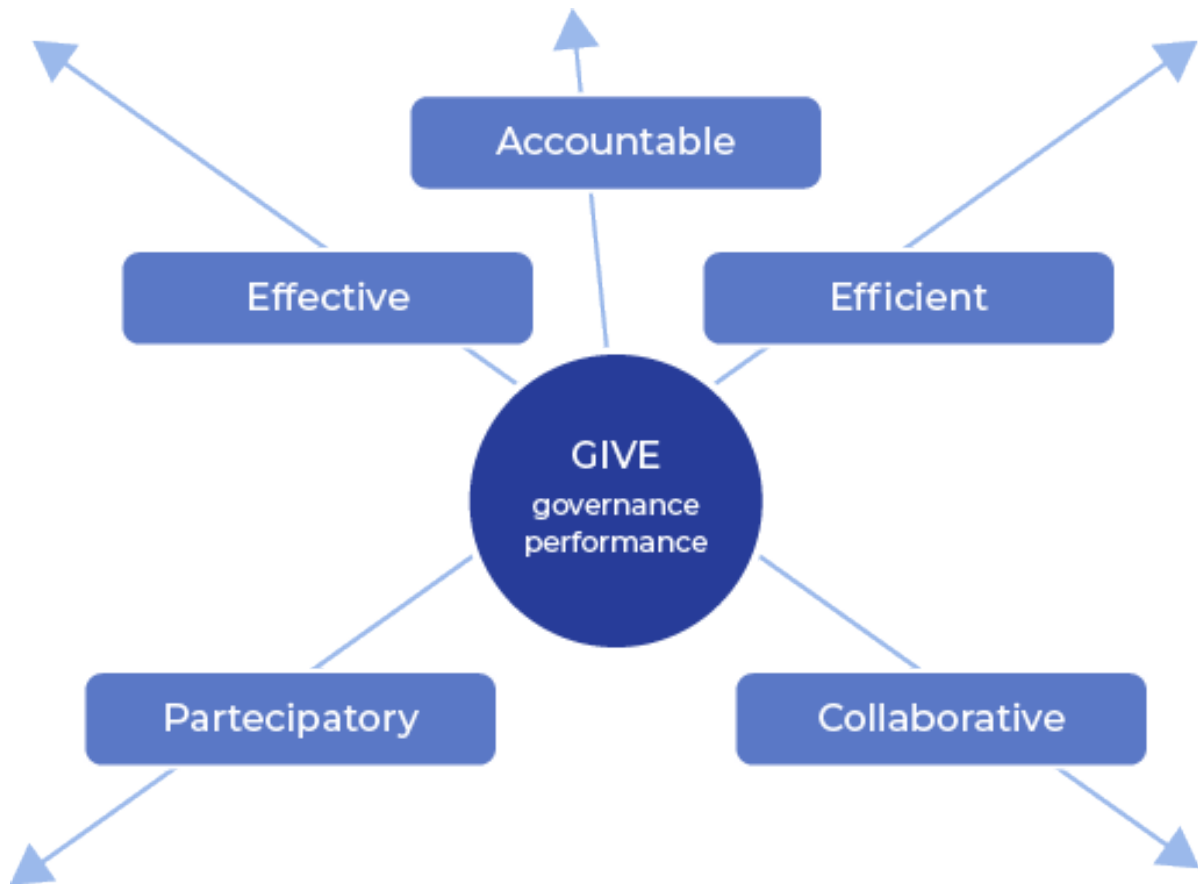 Accountable
Effective
Efficient
GIVE
governance
performance
Partecipatory
Collaborative